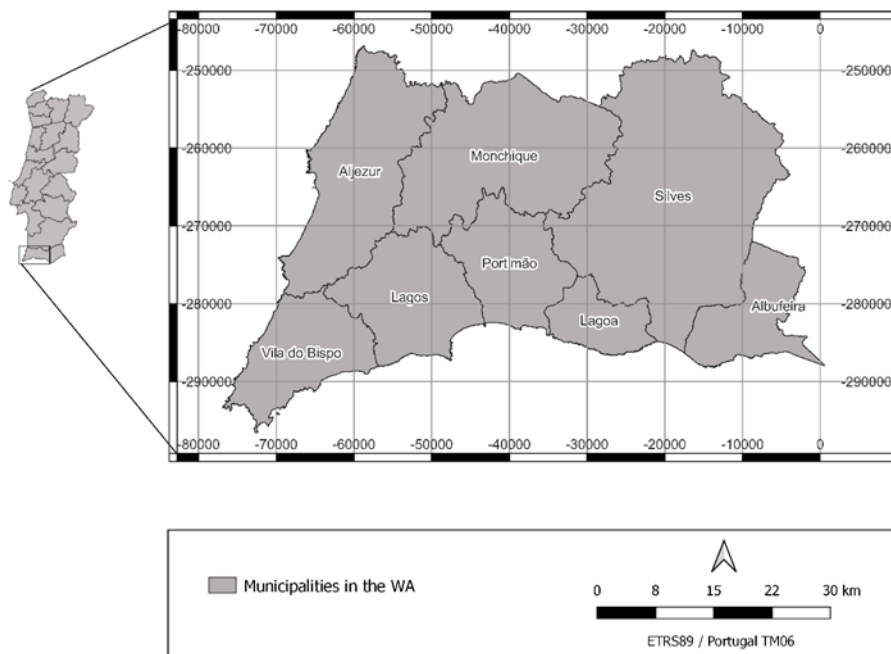 -80000 -70000 -60000 -50000 -40000 -30000 -20000 -10000 0
-250000 -250000
-260000 Aljezur Monchique -260000
Silves
-270000 -270000
Portimão
-280000 Lagos Lagoa Albufeira -280000
Vila do Bispo
-290000 -290000
-80000 -70000 -60000 -50000 -40000 -30000 -20000 -10000 0
Municipalities in the WA
0 8 15 22 30 km
ETRS89 / Portugal TM06